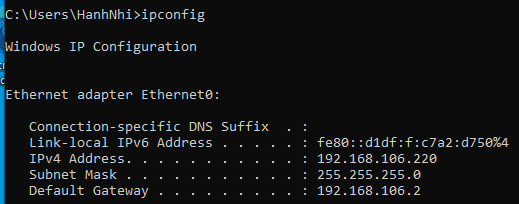 C:\Users\HanhNhi>ipconfig
Windows IP Configuration
Ethernet adapter Ethernet0:
Connection-specific DNS Suffix  . :
Link-local IPv6 Address . . . . . : fe80::d1df:f:c7a2:d750%4
IPv4 Address. . . . . . . . . . . : 192.168.106.220
Subnet Mask . . . . . . . . . . . : 255.255.255.0
Default Gateway . . . . . . . . . : 192.168.106.2